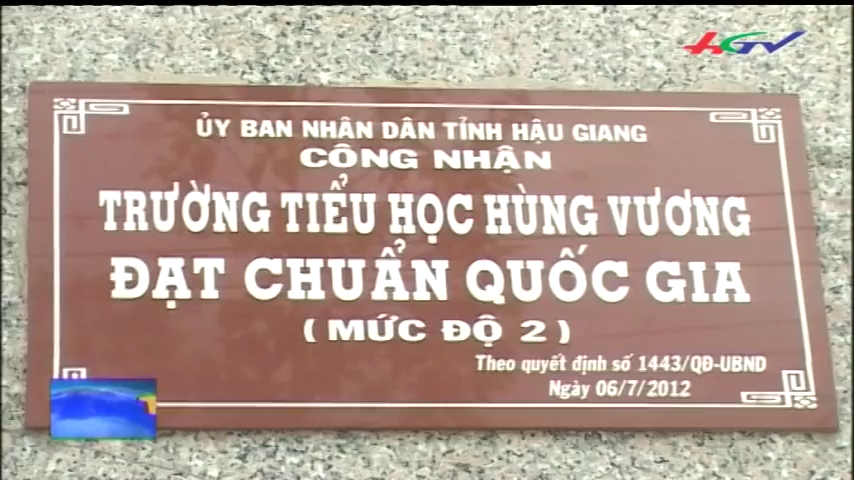 HGTV
ỦY BAN NHÂN DÂN TỈNH HẬU GIANG
CÔNG NHẬN
TRƯỜNG TIỂU HỌC HÙNG VƯƠNG
ĐẠT CHUẨN QUỐC GIA
( MỨC ĐỘ 2 )
Theo quyết định số 1443/QĐ-UBND
Ngày 06/7/2012